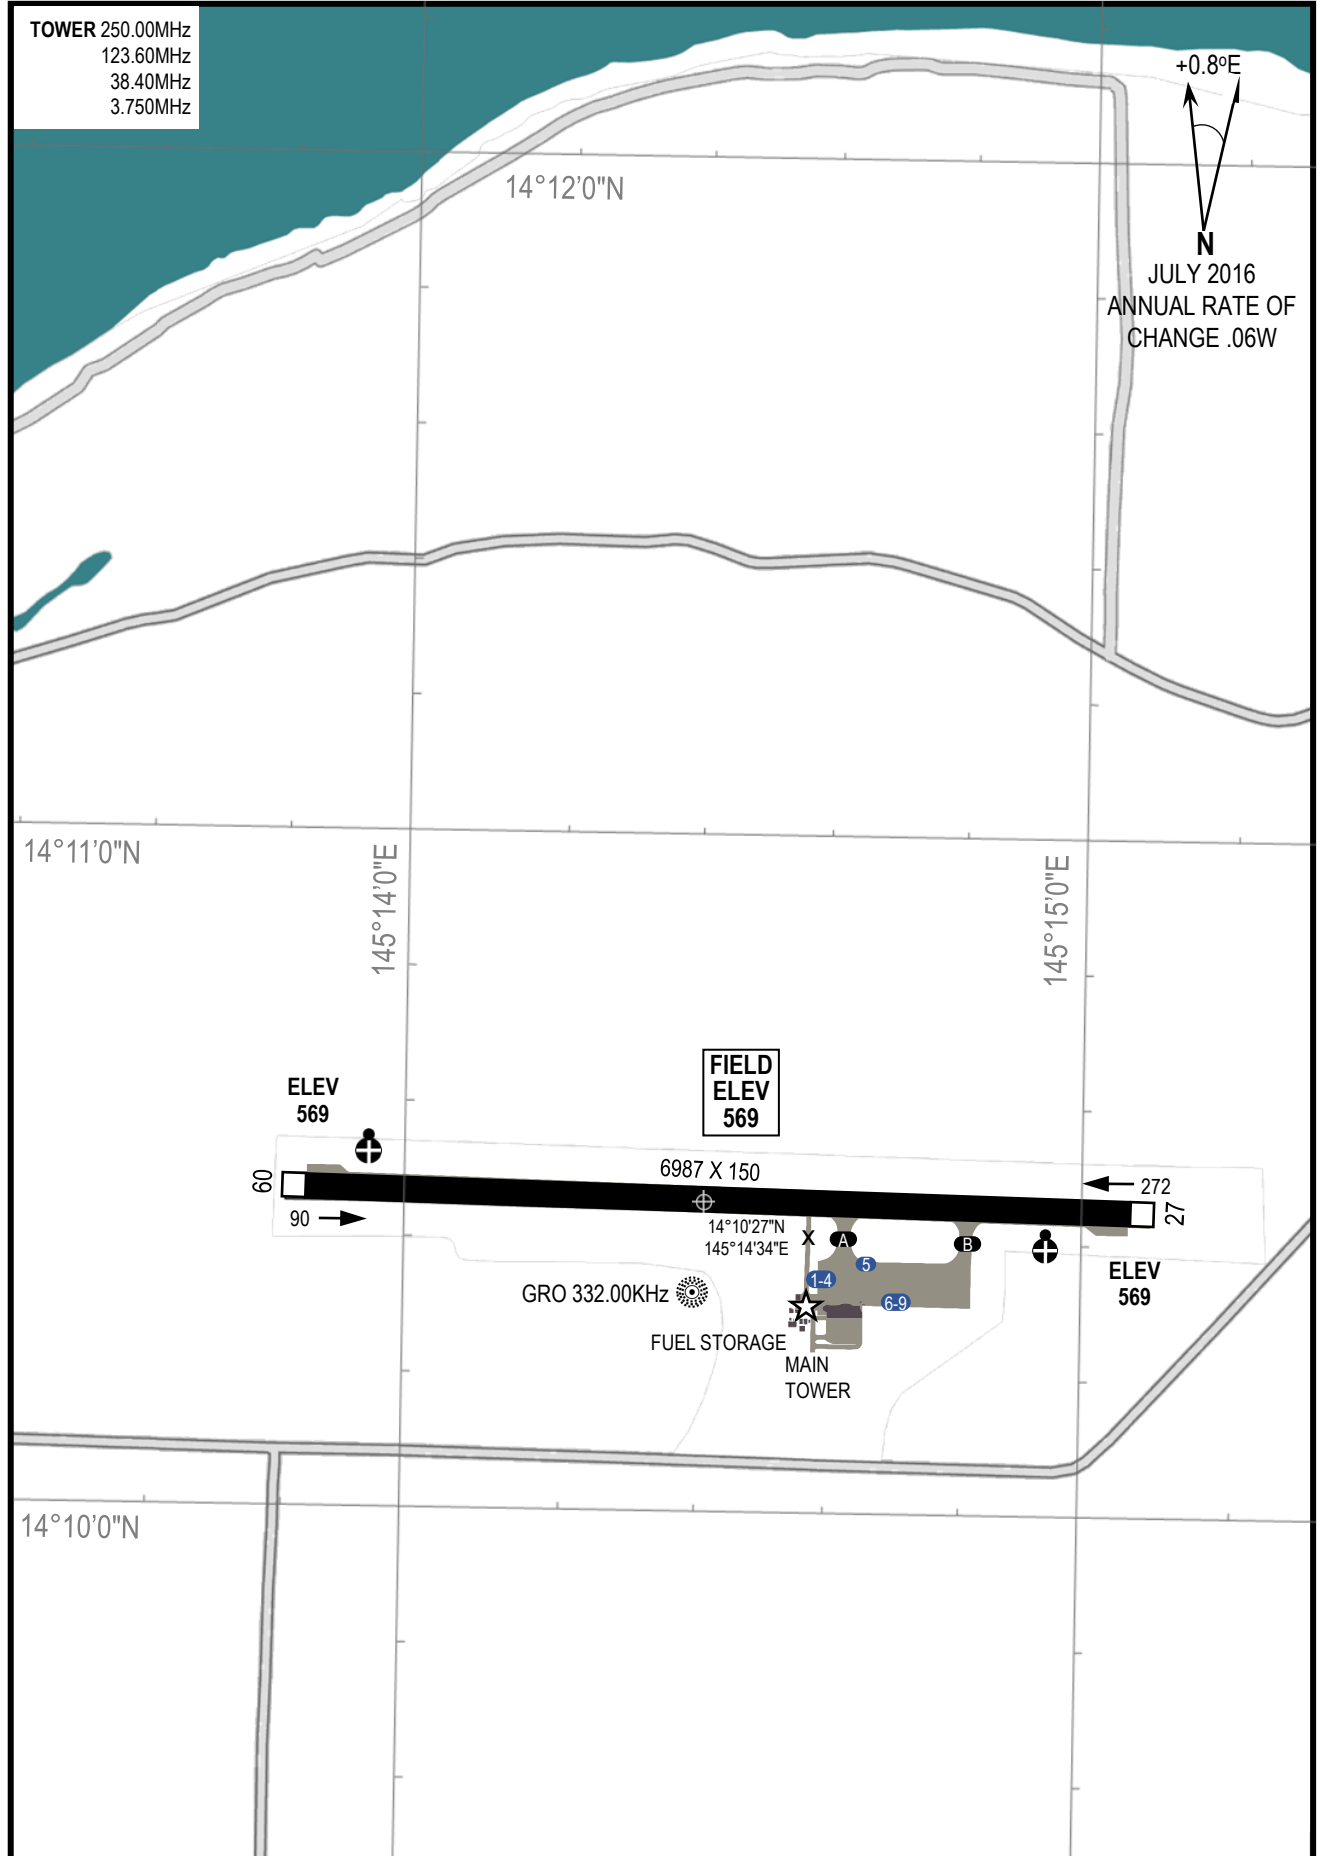 TOWER 250.00MHz
123.60MHz
38.40MHz
3.750MHz
+0.8ºE
N
JULY 2016
ANNUAL RATE OF
CHANGE .06W
14°12'0"N
14°11'0"N
145°14'0"E
145°15'0"E
FIELD
ELEV
569
ELEV
569
6987 X 150
09
90
272
27
14°10'27"N
145°14'34"E
X
A
B
5
1-4
6-9
ELEV
569
GRO 332.00KHz
FUEL STORAGE
MAIN
TOWER
14°10'0"N